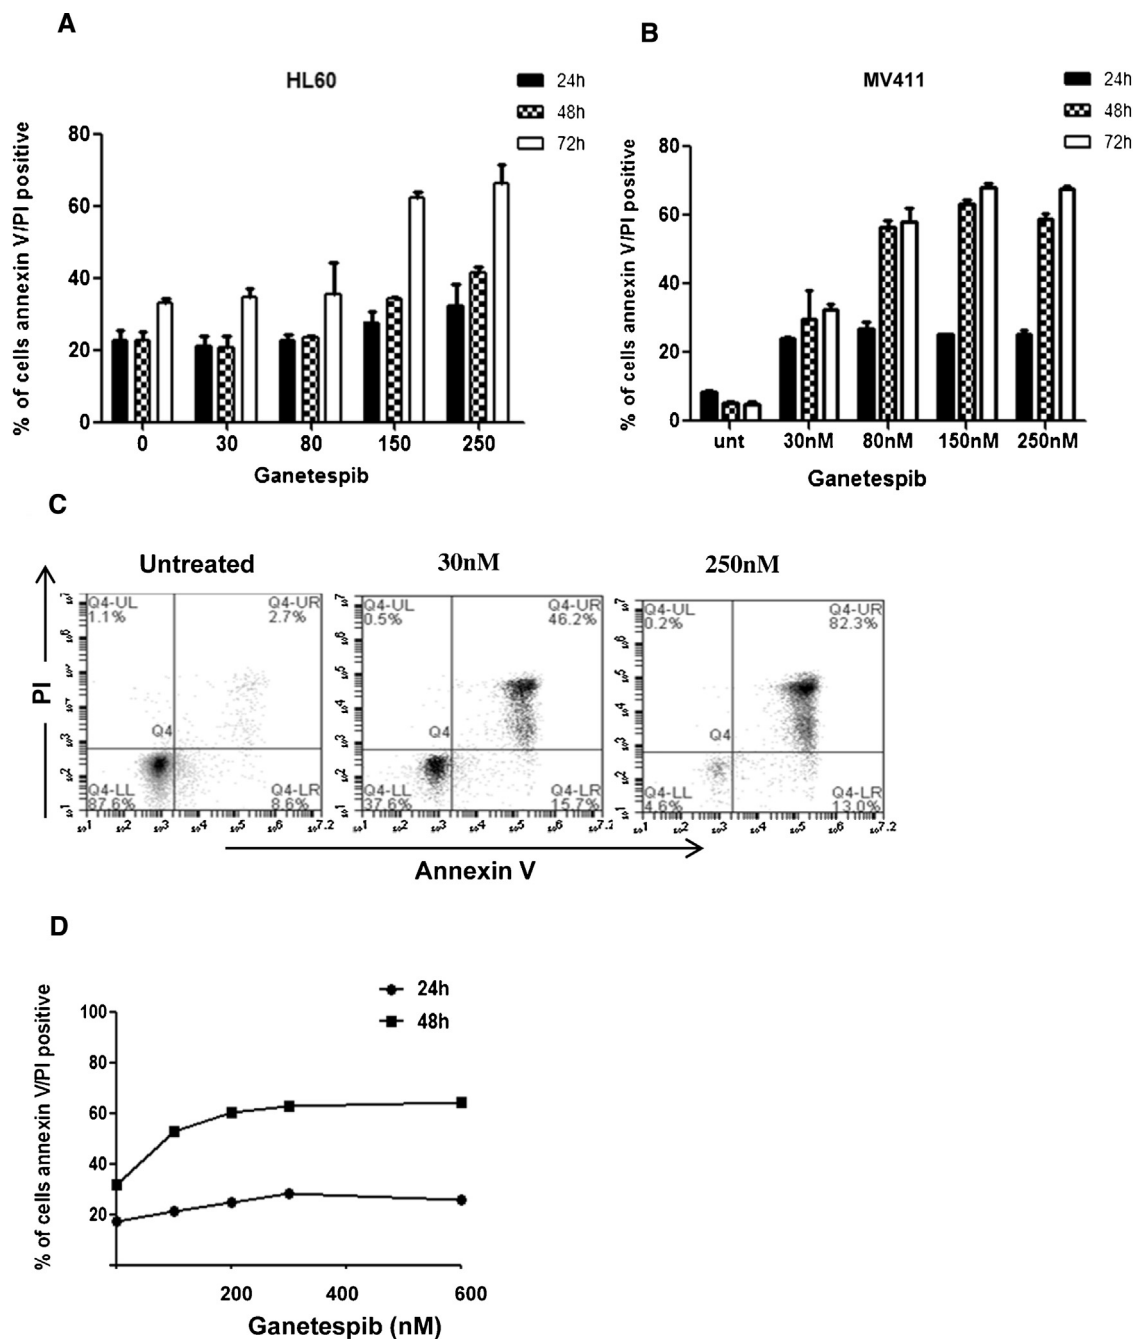 A
HL60
24h
48h
72h
% of cells annexin V/PI positive
80
60
40
20
0
0 30 80 150 250
Ganetespib
B
MV411
24h
48h
72h
% of cells annexin V/PI positive
80
60
40
20
0
unt 30nM 80nM 150nM 250nM
Ganetespib
C
Untreated
30nM
250nM
PI
Q4-UL
1.1%
Q4-UR
2.7%
Q4
Q4-LL
87.6%
Q4-LR
8.6%
Q4-UL
0.5%
Q4-UR
46.2%
Q4
Q4-LL
37.6%
Q4-LR
15.7%
Q4-UL
0.2%
Q4-UR
82.3%
Q4
Q4-LL
4.6%
Q4-LR
13.0%
Annexin V
D
24h
48h
% of cells annexin V/PI positive
100
80
60
40
20
200 400 600
Ganetespib (nM)